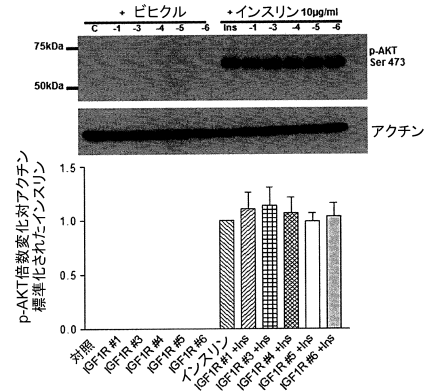 + ビヒクル
+インスリン10μg/ml
C -1 -3 -4 -5 -6 Ins -1 -3 -4 -5 -6
75kDa
50kDa
p-AKT
Ser 473
アクチン
p-AKT倍数変化対アクチン
標準化されたインスリン
1.5
1.0
0.5
0.0
対照
IGF1R #1
IGF1R #3
IGF1R #4
IGF1R #5
IGF1R #6
インスリン
IGF1R #1 +Ins
IGF1R #3 +Ins
IGF1R #4 +Ins
IGF1R #5 +Ins
IGF1R #6 +Ins